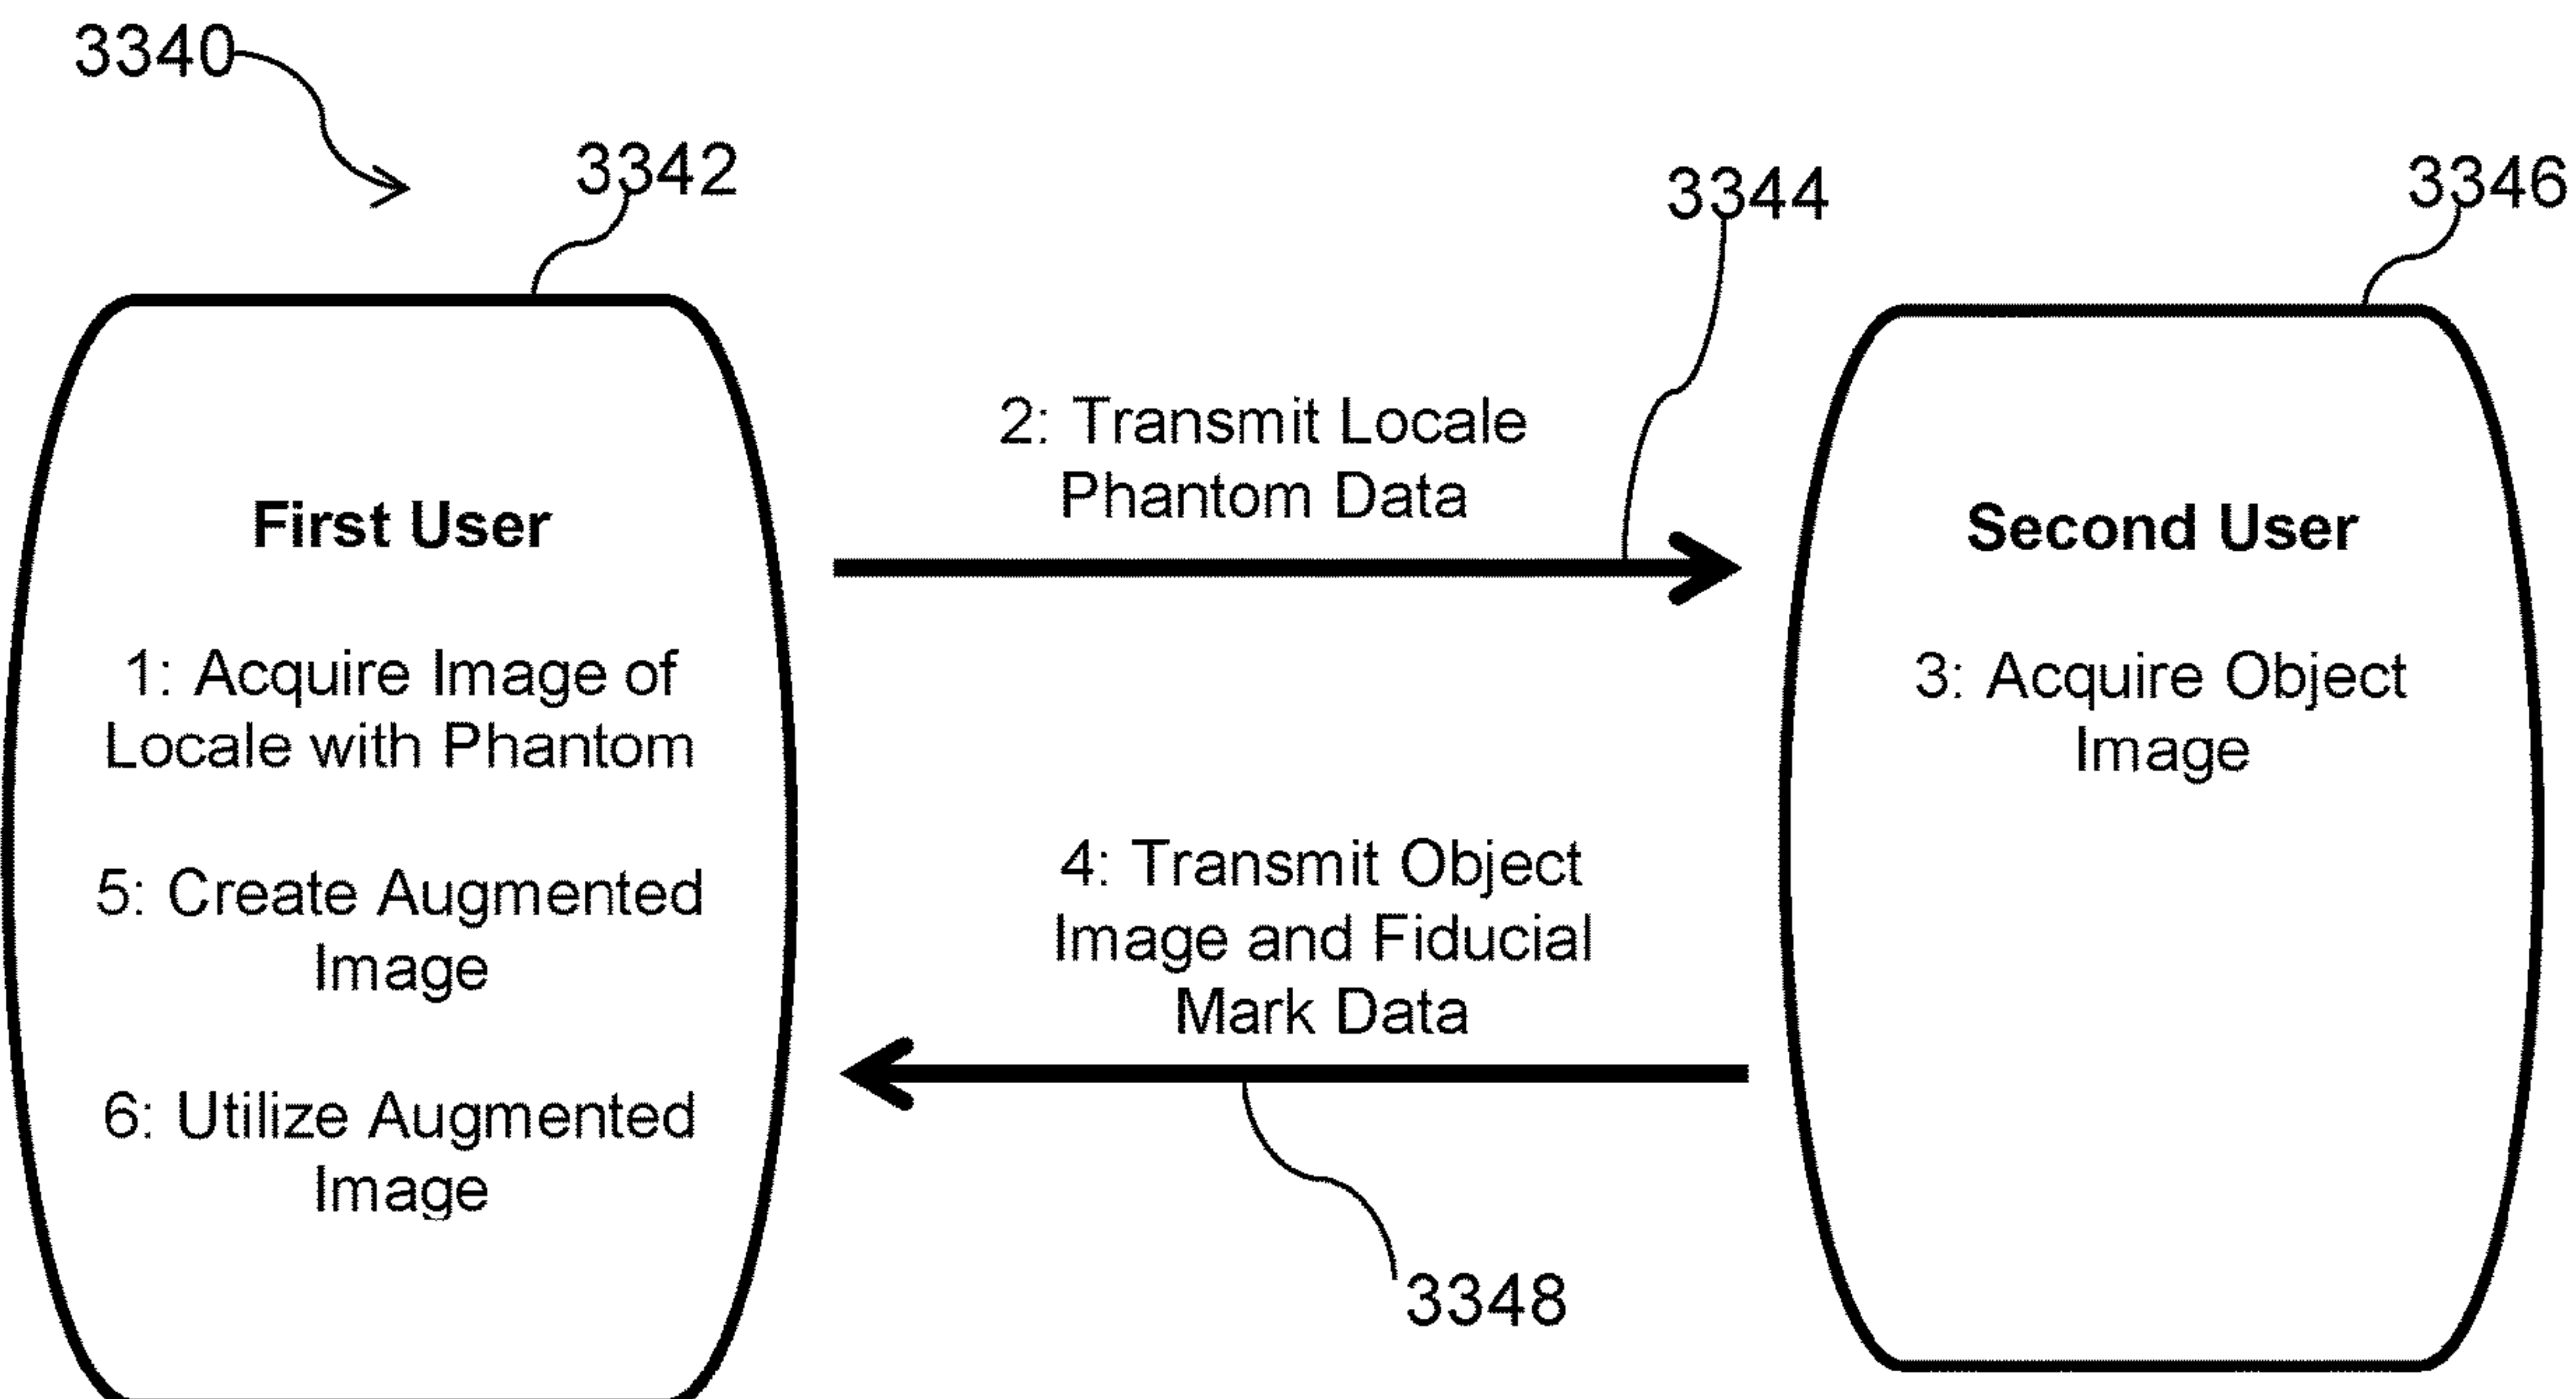 3340
3342
3344
3346
First User
1: Acquire Image of
Locale with Phantom
5: Create Augmented
Image
6: Utilize Augmented
Image
2: Transmit Locale
Phantom Data
4: Transmit Object
Image and Fiducial
Mark Data
3348
Second User
3: Acquire Object
Image